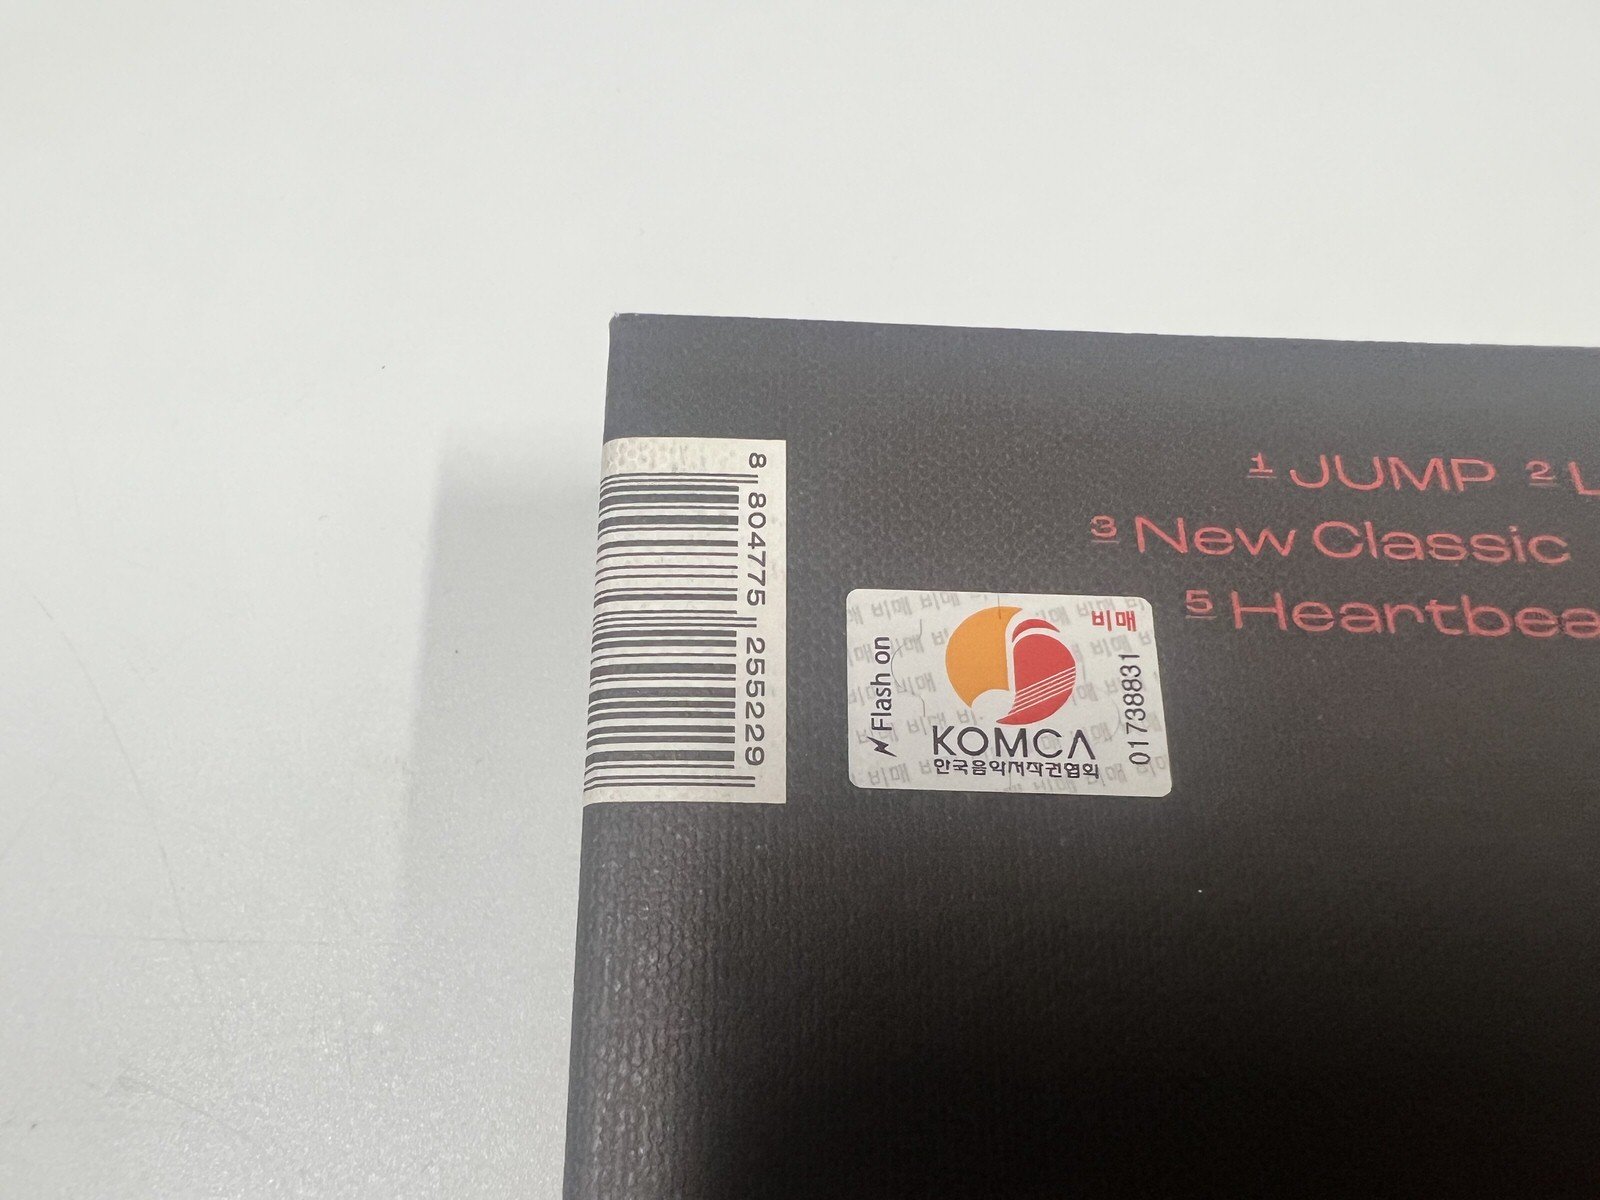 8 804775 255229
1 JUMP 2 L
3 New Classic
5 Heartbea
Flash on
비매
KOMCA
한국음악저작권협회
01738831